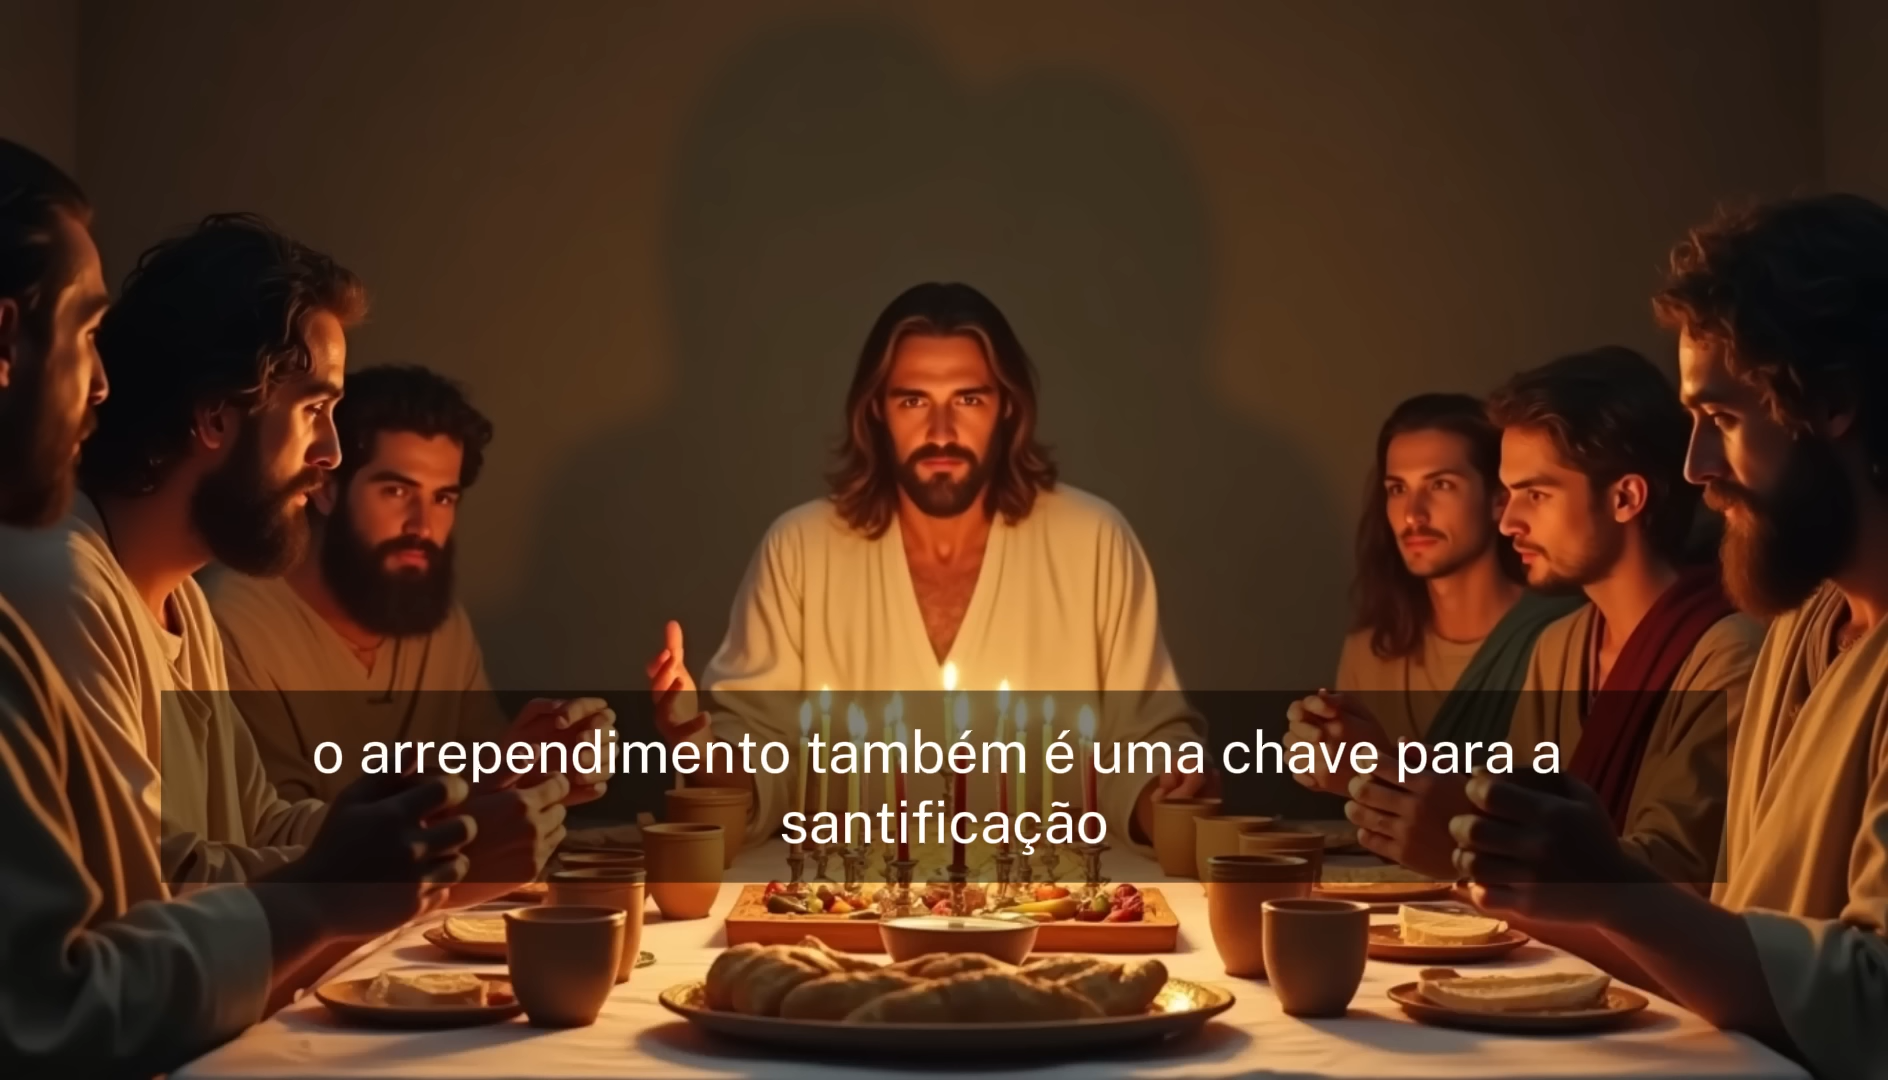 o arrependimento também é uma chave para a
santificação